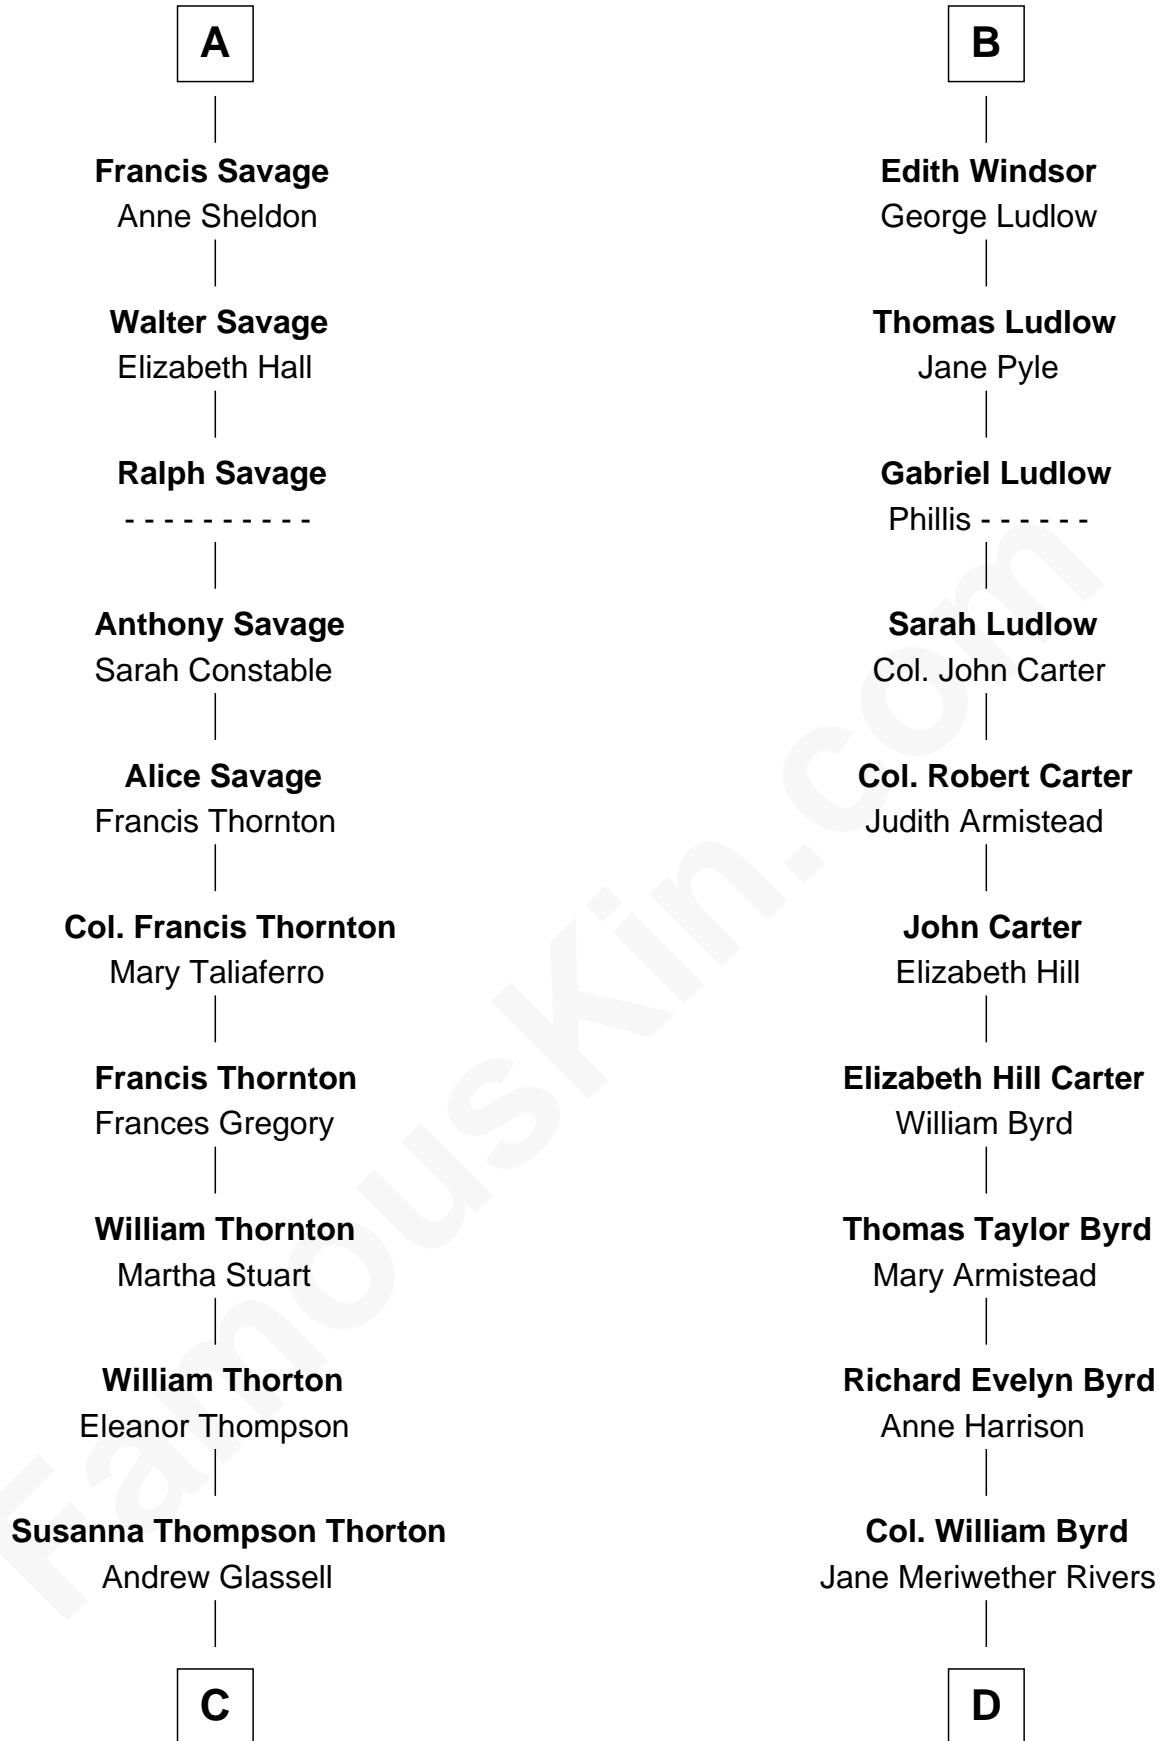 A
Francis Savage
Anne Sheldon
Walter Savage
Elizabeth Hall
Ralph Savage
- - - - - - - - - -
Anthony Savage
Sarah Constable
Alice Savage
Francis Thornton
Col. Francis Thornton
Mary Taliaferro
Francis Thornton
Frances Gregory
William Thornton
Martha Stuart
William Thorton
Eleanor Thompson
Susanna Thompson Thorton
Andrew Glassell
C
B
Edith Windsor
George Ludlow
Thomas Ludlow
Jane Pyle
Gabriel Ludlow
Phillis - - - - - -
Sarah Ludlow
Col. John Carter
Col. Robert Carter
Judith Armistead
John Carter
Elizabeth Hill
Elizabeth Hill Carter
William Byrd
Thomas Taylor Byrd
Mary Armistead
Richard Evelyn Byrd
Anne Harrison
Col. William Byrd
Jane Meriwether Rivers
D
FamousKin.com